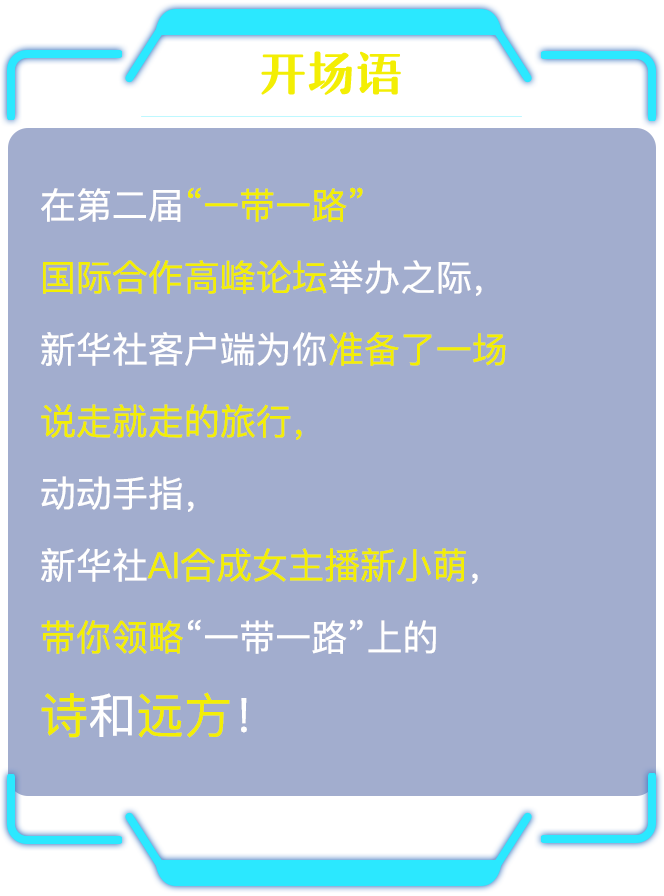 开场语
在第二届“一带一路”
国际合作高峰论坛举办之际，
新华社客户端为你准备了一场
说走就走的旅行，
动动手指，
新华社AI合成女主播新小萌，
带你领略“一带一路”上的
诗和远方！